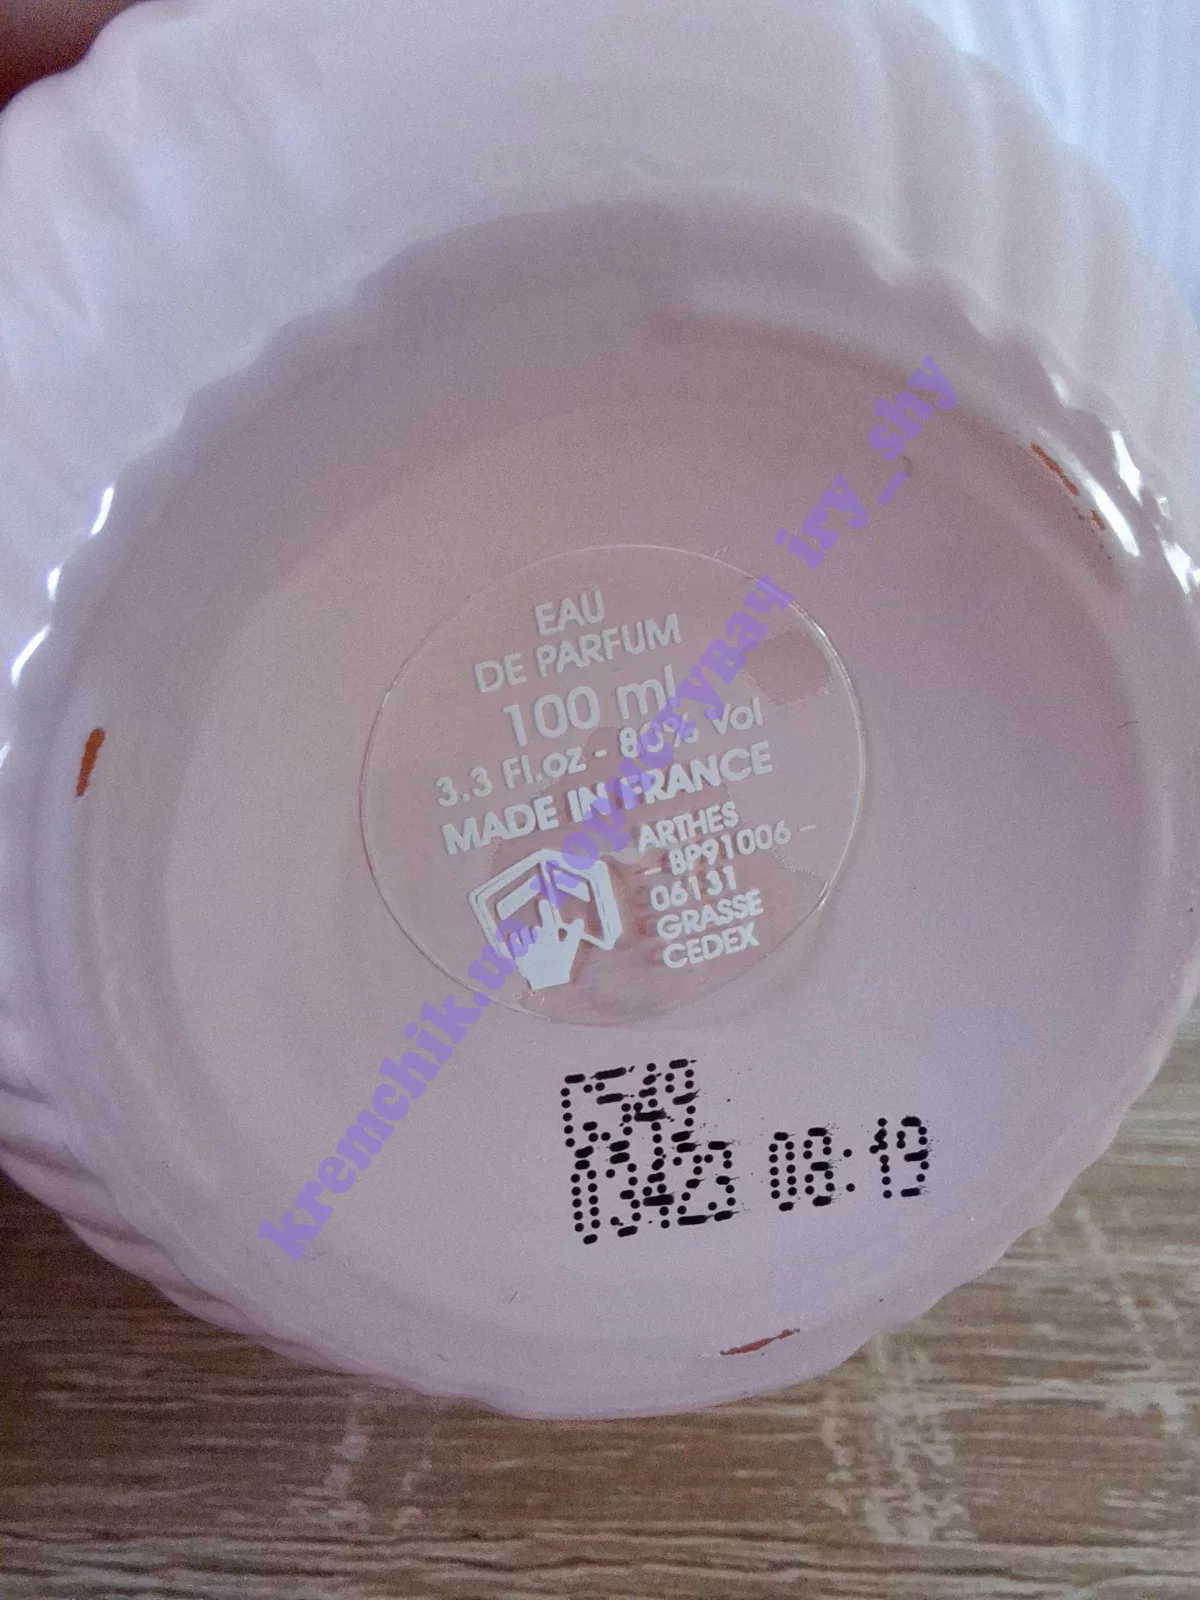 EAU
DE PARFUM
100 ml
3.3 Fl.oz - 80% Vol
MADE IN FRANCE
ARTHES
– BP91006 –
06131
GRASSE
CEDEX
08:19
kremchik.ua користувач iry_shy